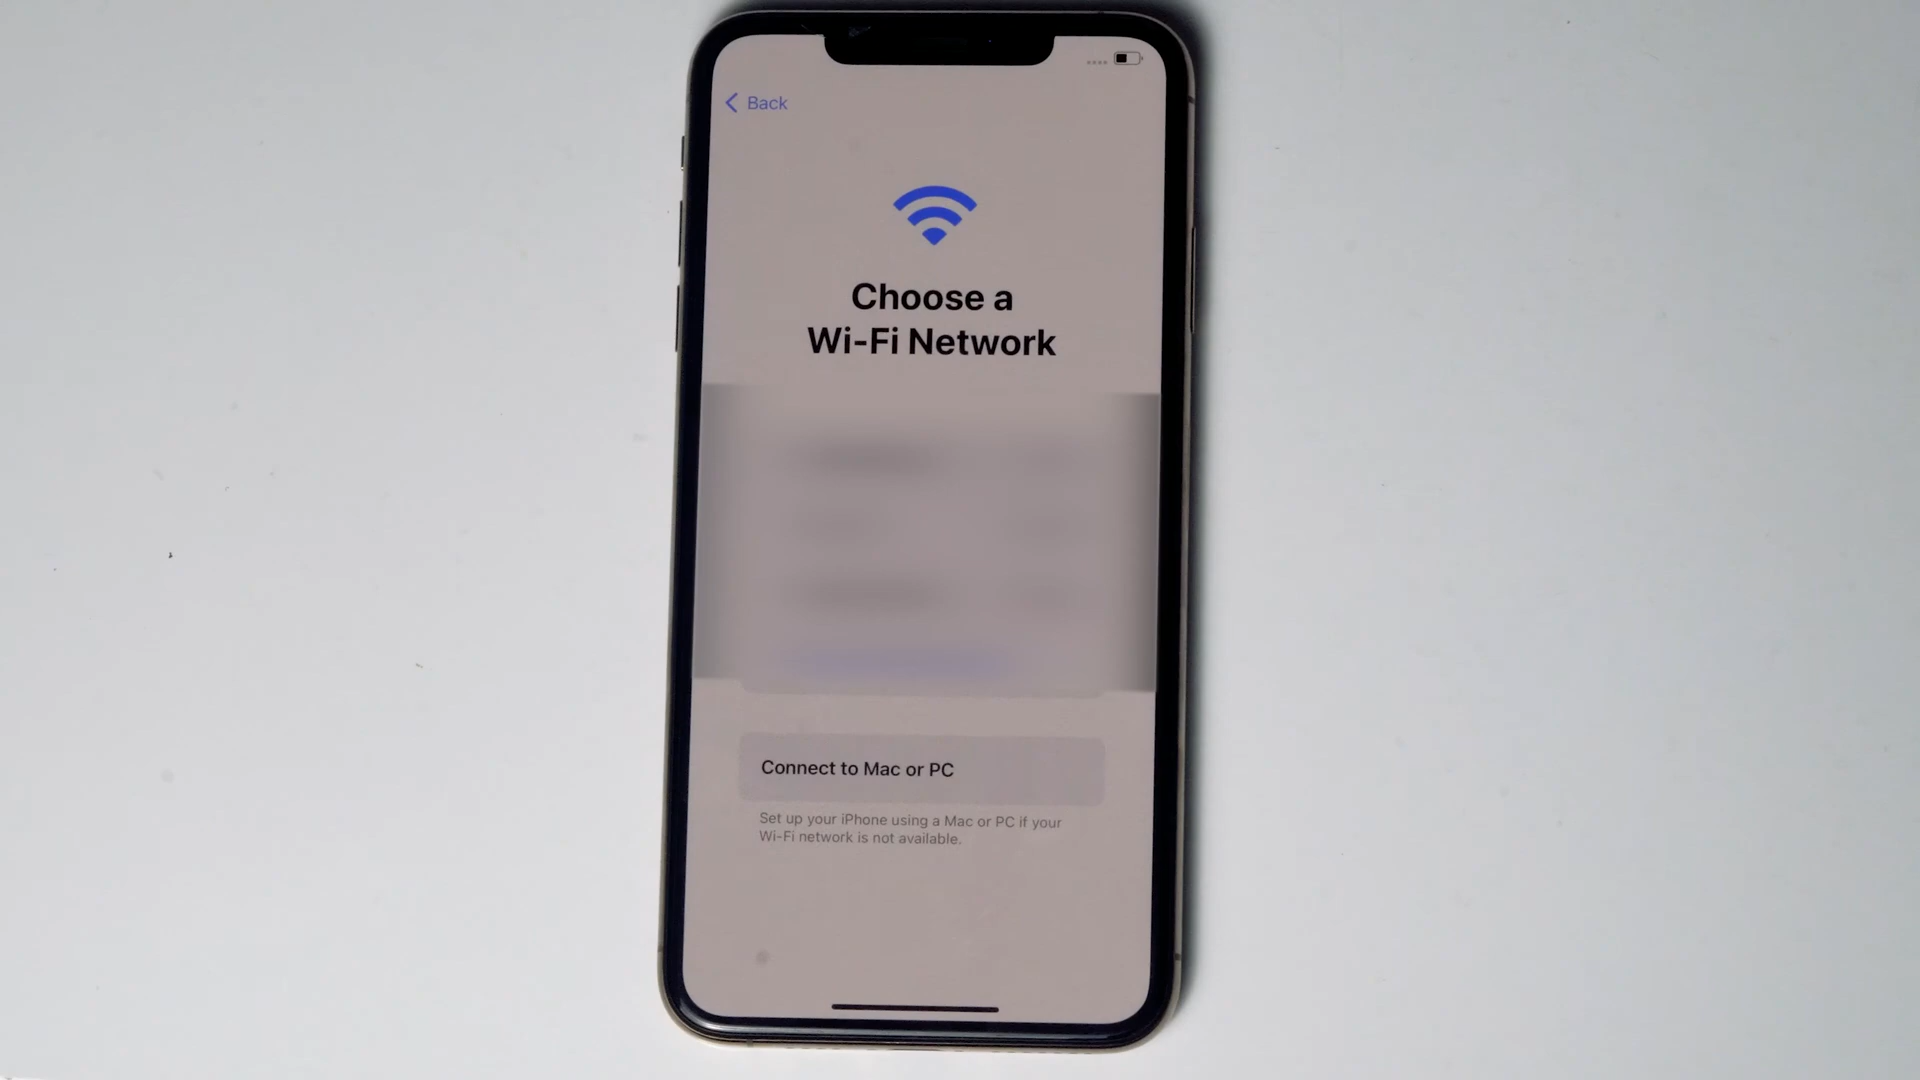 Back
Choose a
Wi-Fi Network
Connect to Mac or PC
Set up your iPhone using a Mac or PC if your
Wi-Fi network is not available.